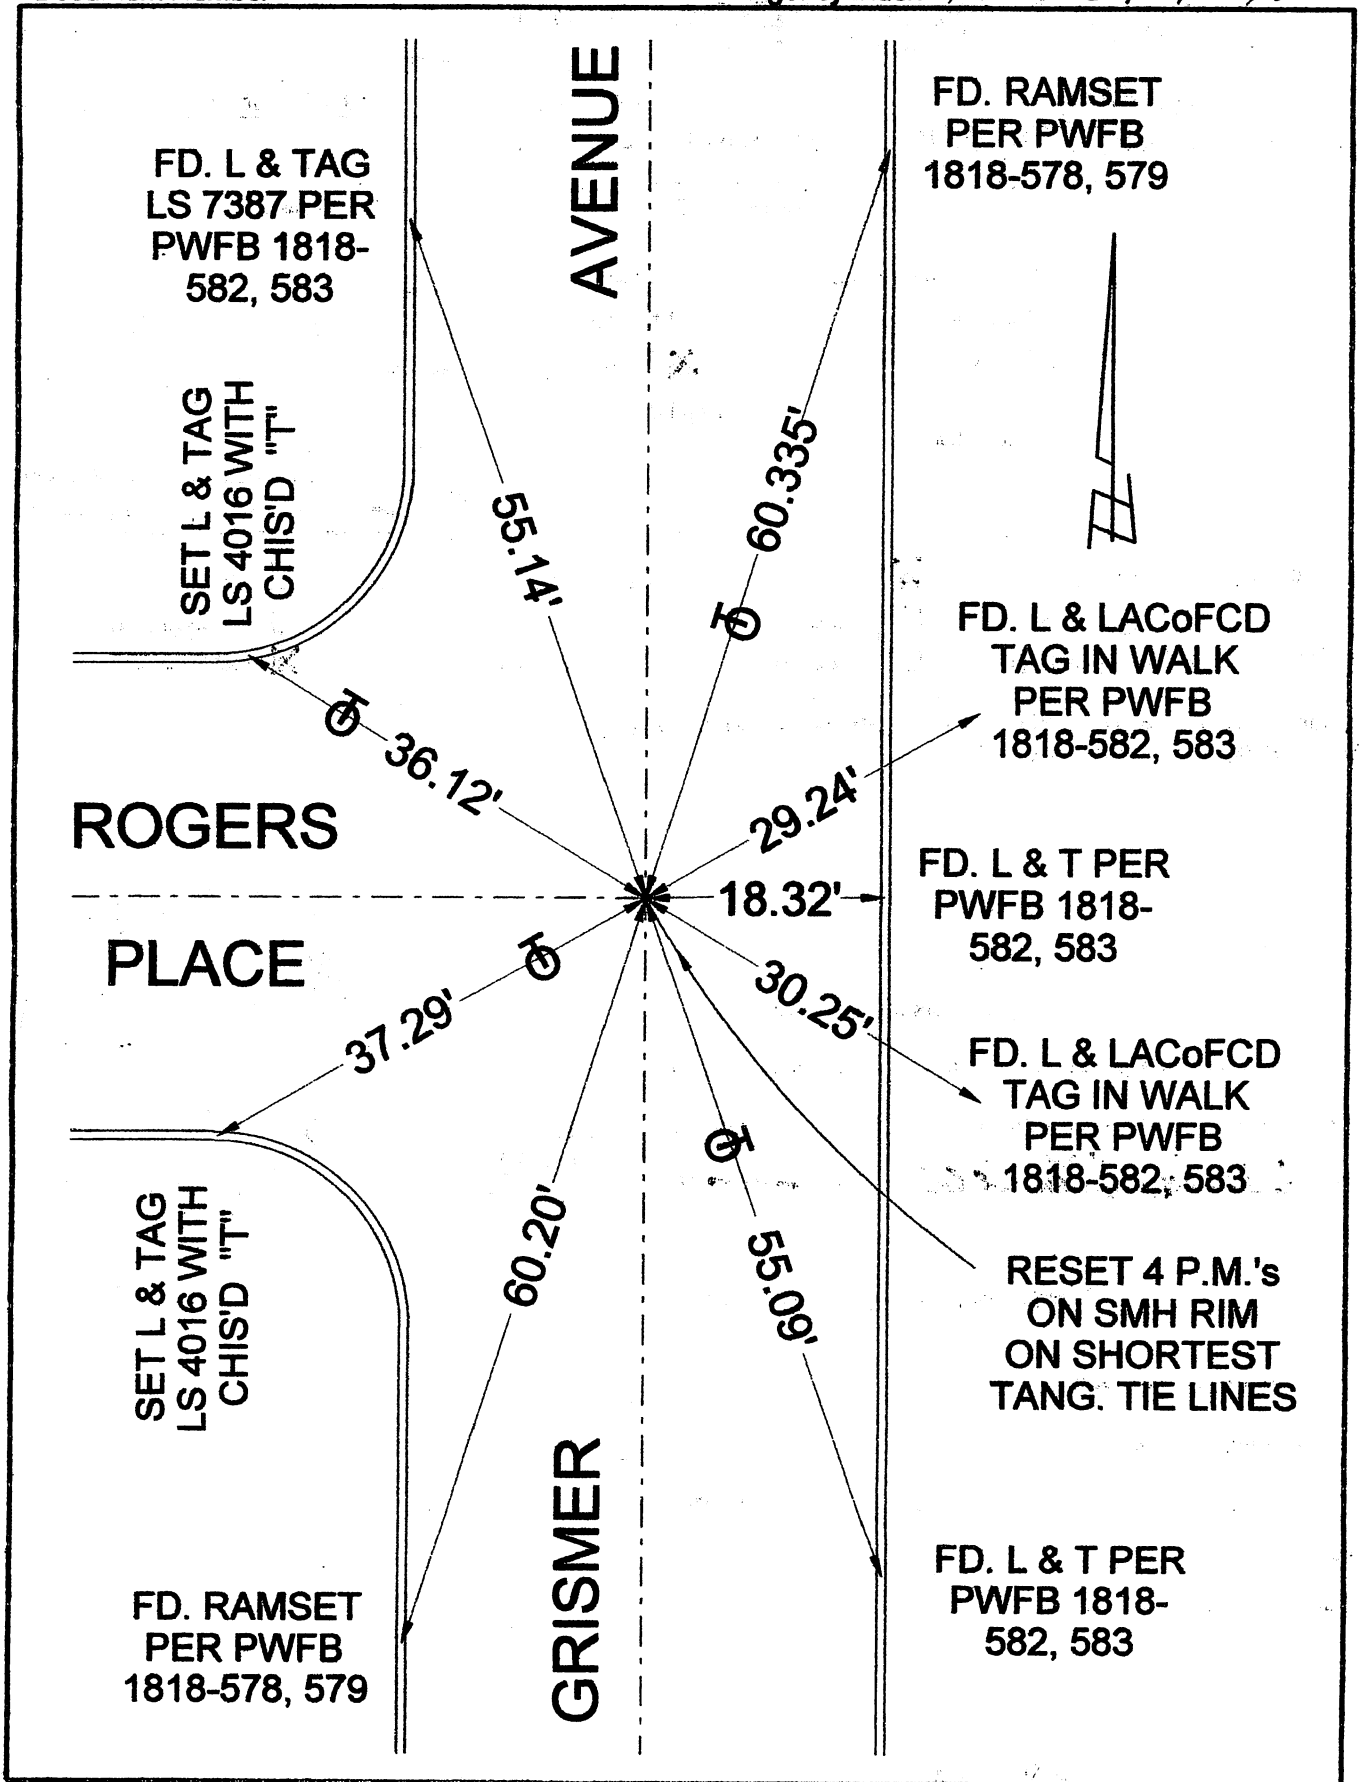 FD. L & TAG
LS 7387 PER
PWFB 1818-
582, 583
AVENUE
FD. RAMSET
PER PWFB
1818-578, 579
SET L & TAG
LS 4016 WITH
CHIS'D "T"
55.14'
60.335'
FD. L & LACoFCD
TAG IN WALK
PER PWFB
1818-582, 583
36.12'
29.24'
ROGERS
PLACE
18.32'
FD. L & T PER
PWFB 1818-
582, 583
37.29'
30.25'
FD. L & LACoFCD
TAG IN WALK
PER PWFB
1818-582, 583
SET L & TAG
LS 4016 WITH
CHIS'D "T"
60.20'
55.09'
RESET 4 P.M.'s
ON SMH RIM
ON SHORTEST
TANG. TIE LINES
GRISMER
FD. RAMSET
PER PWFB
1818-578, 579
FD. L & T PER
PWFB 1818-
582, 583